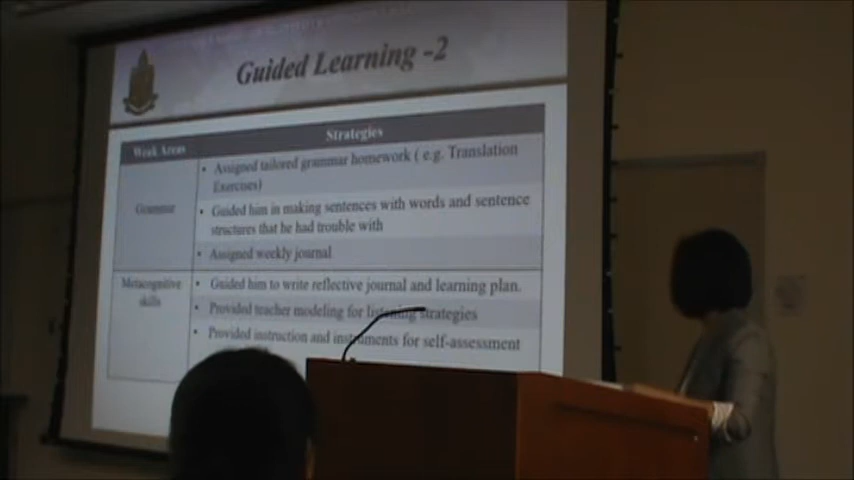 Guided Learning -2
Weak Areas
Strategies
Grammar
• Assigned tailored grammar homework ( e.g. Translation
Exercises)
• Guided him in making sentences with words and sentence
structures that he had trouble with
• Assigned weekly journal
Metacognitive
skills
• Guided him to write reflective journal and learning plan.
• Provided teacher modeling for listening strategies
• Provided instruction and instruments for self-assessment